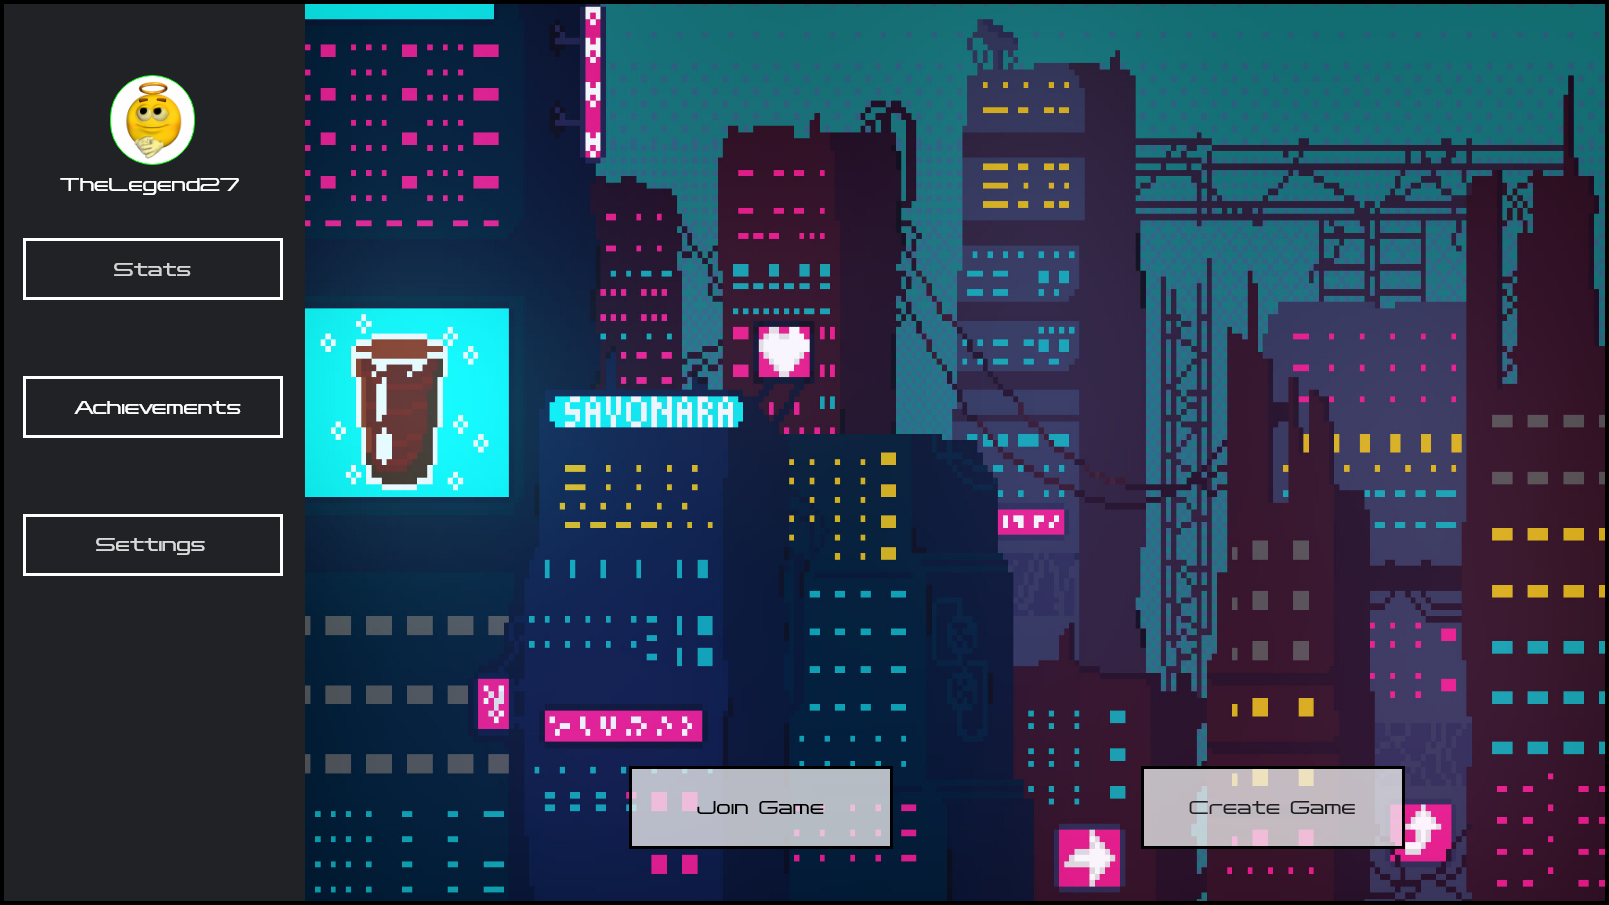 TheLegend27
Stats
Achievements
Settings
SAYONARA
Join Game
Create Game